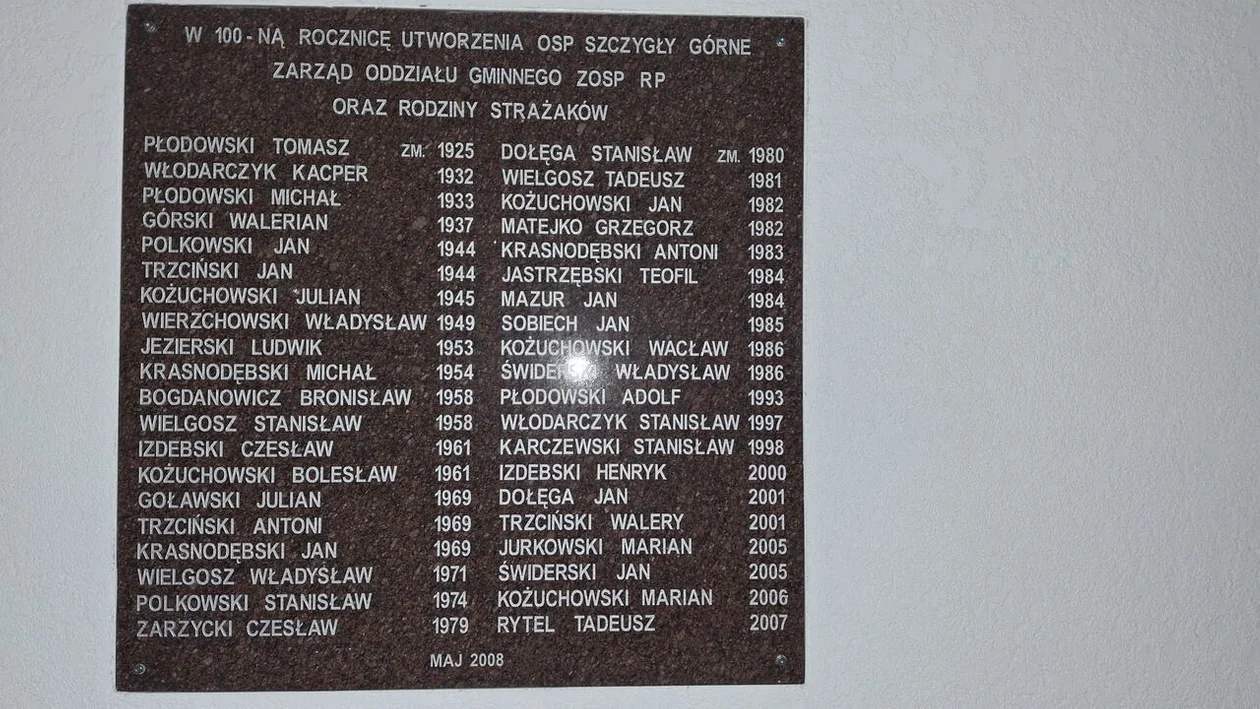 W 100-NĄ ROCZNICĘ UTWORZENIA OSP SZCZYGŁY GÓRNE
ZARZĄD ODDZIAŁU GMINNEGO ZOSP RP
ORAZ RODZINY STRAŻAKÓW
PŁODOWSKI TOMASZ ZM. 1925
WŁODARCZYK KACPER 1932
PŁODOWSKI MICHAŁ 1933
GÓRSKI WALERIAN 1937
POLKOWSKI JAN 1944
TRZCIŃSKI JAN 1944
KOŻUCHOWSKI JULIAN 1945
WIERZCHOWSKI WŁADYSŁAW 1949
JEZIERSKI LUDWIK 1953
KRASNODĘBSKI MICHAŁ 1954
BOGDANOWICZ BRONISŁAW 1958
WIELGOSZ STANISŁAW 1958
IZDEBSKI CZESŁAW 1961
KOŻUCHOWSKI BOLESŁAW 1961
GOŁAWSKI JULIAN 1969
TRZCIŃSKI ANTONI 1969
KRASNODĘBSKI JAN 1969
WIELGOSZ WŁADYSŁAW 1971
POLKOWSKI STANISŁAW 1974
ZARZYCKI CZESŁAW 1979
DOŁĘGA STANISŁAW ZM. 1980
WIELGOSZ TADEUSZ 1981
KOŻUCHOWSKI JAN 1982
MATEJKO GRZEGORZ 1982
KRASNODĘBSKI ANTONI 1983
JASTRZĘBSKI TEOFIL 1984
MAZUR JAN 1984
SOBIECH JAN 1985
KOŻUCHOWSKI WACŁAW 1986
ŚWIDERSKI WŁADYSŁAW 1986
PŁODOWSKI ADOLF 1993
WŁODARCZYK STANISŁAW 1997
KARCZEWSKI STANISŁAW 1998
IZDEBSKI HENRYK 2000
DOŁĘGA JAN 2001
TRZCIŃSKI WALERY 2001
JURKOWSKI MARIAN 2005
ŚWIDERSKI JAN 2005
KOŻUCHOWSKI MARIAN 2006
RYTEL TADEUSZ 2007
MAJ 2008